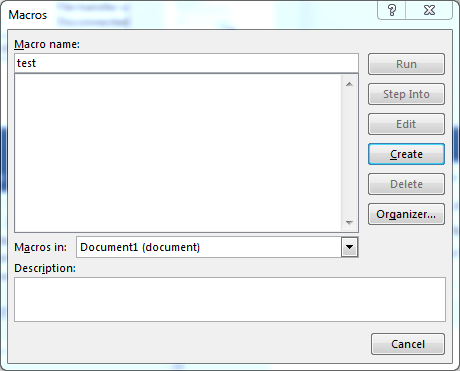 Macros
Macro name:
test
Run
Step Into
Edit
Create
Delete
Organizer...
Macros in:
Document1 (document)
Description:
Cancel